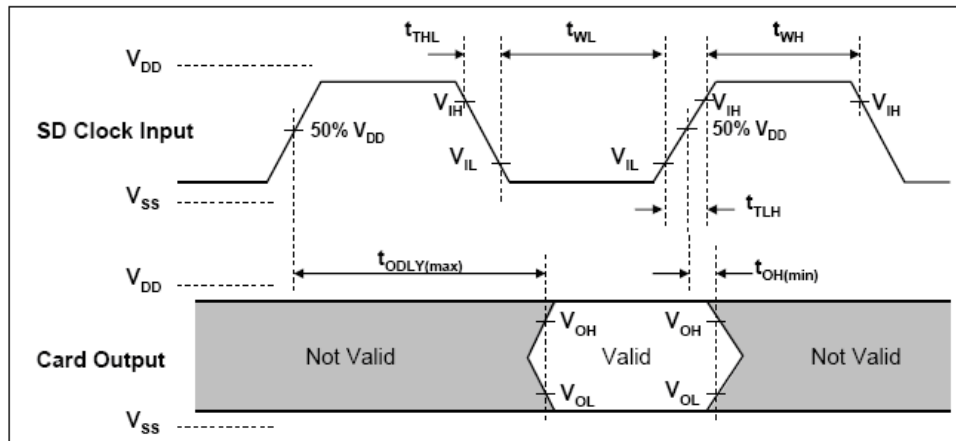 t_THL t_WL t_WH
V_DD
V_IH V_IH V_IH
SD Clock Input 50% V_DD 50% V_DD
V_IL V_IL
V_SS
t_TLH
t_ODLY(max) t_OH(min)
V_DD
V_OH V_OH
Card Output Not Valid Valid Not Valid
V_OL V_OL
V_SS